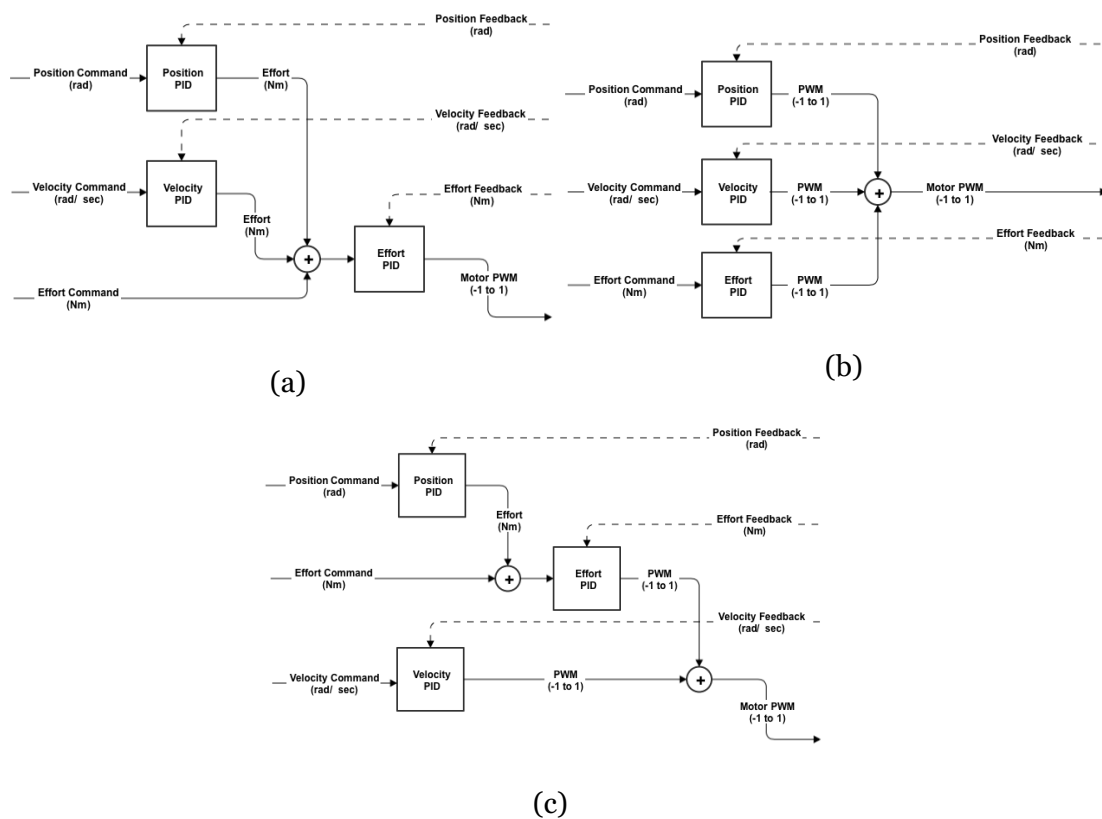 Position Feedback
(rad)
Position Command
(rad)
Position
PID
Effort
(Nm)
Velocity Feedback
(rad/ sec)
Velocity Command
(rad/ sec)
Velocity
PID
Effort
(Nm)
Effort Feedback
(Nm)
+
Effort
PID
Effort Command
(Nm)
Motor PWM
(-1 to 1)
(a)
Position Feedback
(rad)
Position Command
(rad)
Position
PID
PWM
(-1 to 1)
Velocity Feedback
(rad/ sec)
Velocity Command
(rad/ sec)
Velocity
PID
PWM
(-1 to 1)
+
Motor PWM
(-1 to 1)
Effort Feedback
(Nm)
Effort Command
(Nm)
Effort
PID
PWM
(-1 to 1)
(b)
Position Feedback
(rad)
Position Command
(rad)
Position
PID
Effort
(Nm)
Effort Feedback
(Nm)
Effort Command
(Nm)
+
Effort
PID
PWM
(-1 to 1)
Velocity Feedback
(rad/ sec)
Velocity Command
(rad/ sec)
Velocity
PID
PWM
(-1 to 1)
+
Motor PWM
(-1 to 1)
(c)